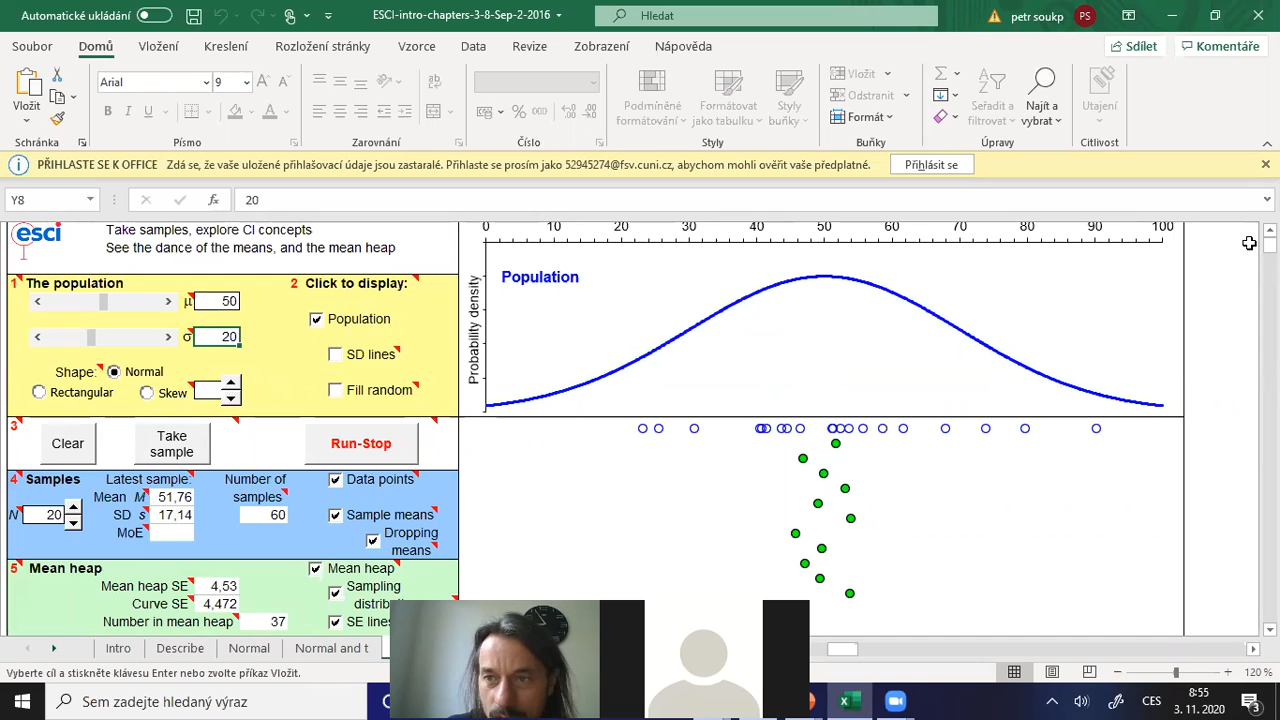 Automatické ukládání
ESCI-intro-chapters-3-8-Sep-2-2016
Hledat
petr soukp
PS
Soubor Domů Vložení Kreslení Rozložení stránky Vzorce Data Revize Zobrazení Nápověda
Sdílet Komentáře
Vložit
Arial 9
Podmíněné formátování
Formátovat jako tabulku
Styly buňky
Vložit
Odstranit
Formát
Seřadit a filtrovat
Najít a vybrat
Utajení
Schránka Písmo Zarovnání Číslo Styly Buňky Úpravy Citlivost
PŘIHLASTE SE K OFFICE Zdá se, že vaše uložené přihlašovací údaje jsou zastaralé. Přihlaste se prosím jako 52945274@fsv.cuni.cz, abychom mohli ověřit vaše předplatné. Přihlásit se
Y8 fx 20
esci
Take samples, explore CI concepts
See the dance of the means, and the mean heap
1 The population
μ 50
σ 20
Shape: Normal
Rectangular Skew
2 Click to display:
Population
SD lines
Fill random
3 Clear
Take sample
Run-Stop
4 Samples
Latest sample:
Number of samples
Mean M 51,76
N 20 SD s 17,14 60
MoE
Data points
Sample means
Dropping means
5 Mean heap
Mean heap
Mean heap SE 4,53
Curve SE 4,472
Number in mean heap 37
Sampling
SE lines
0 10 20 30 40 50 60 70 80 90 100
Population
Probability density
Intro Describe Normal Normal and t
Vyberte cíl a stiskněte klávesu Enter nebo zvolte příkaz Vložit.
120 %
Sem zadejte hledaný výraz
CES
8:55
3. 11. 2020
3